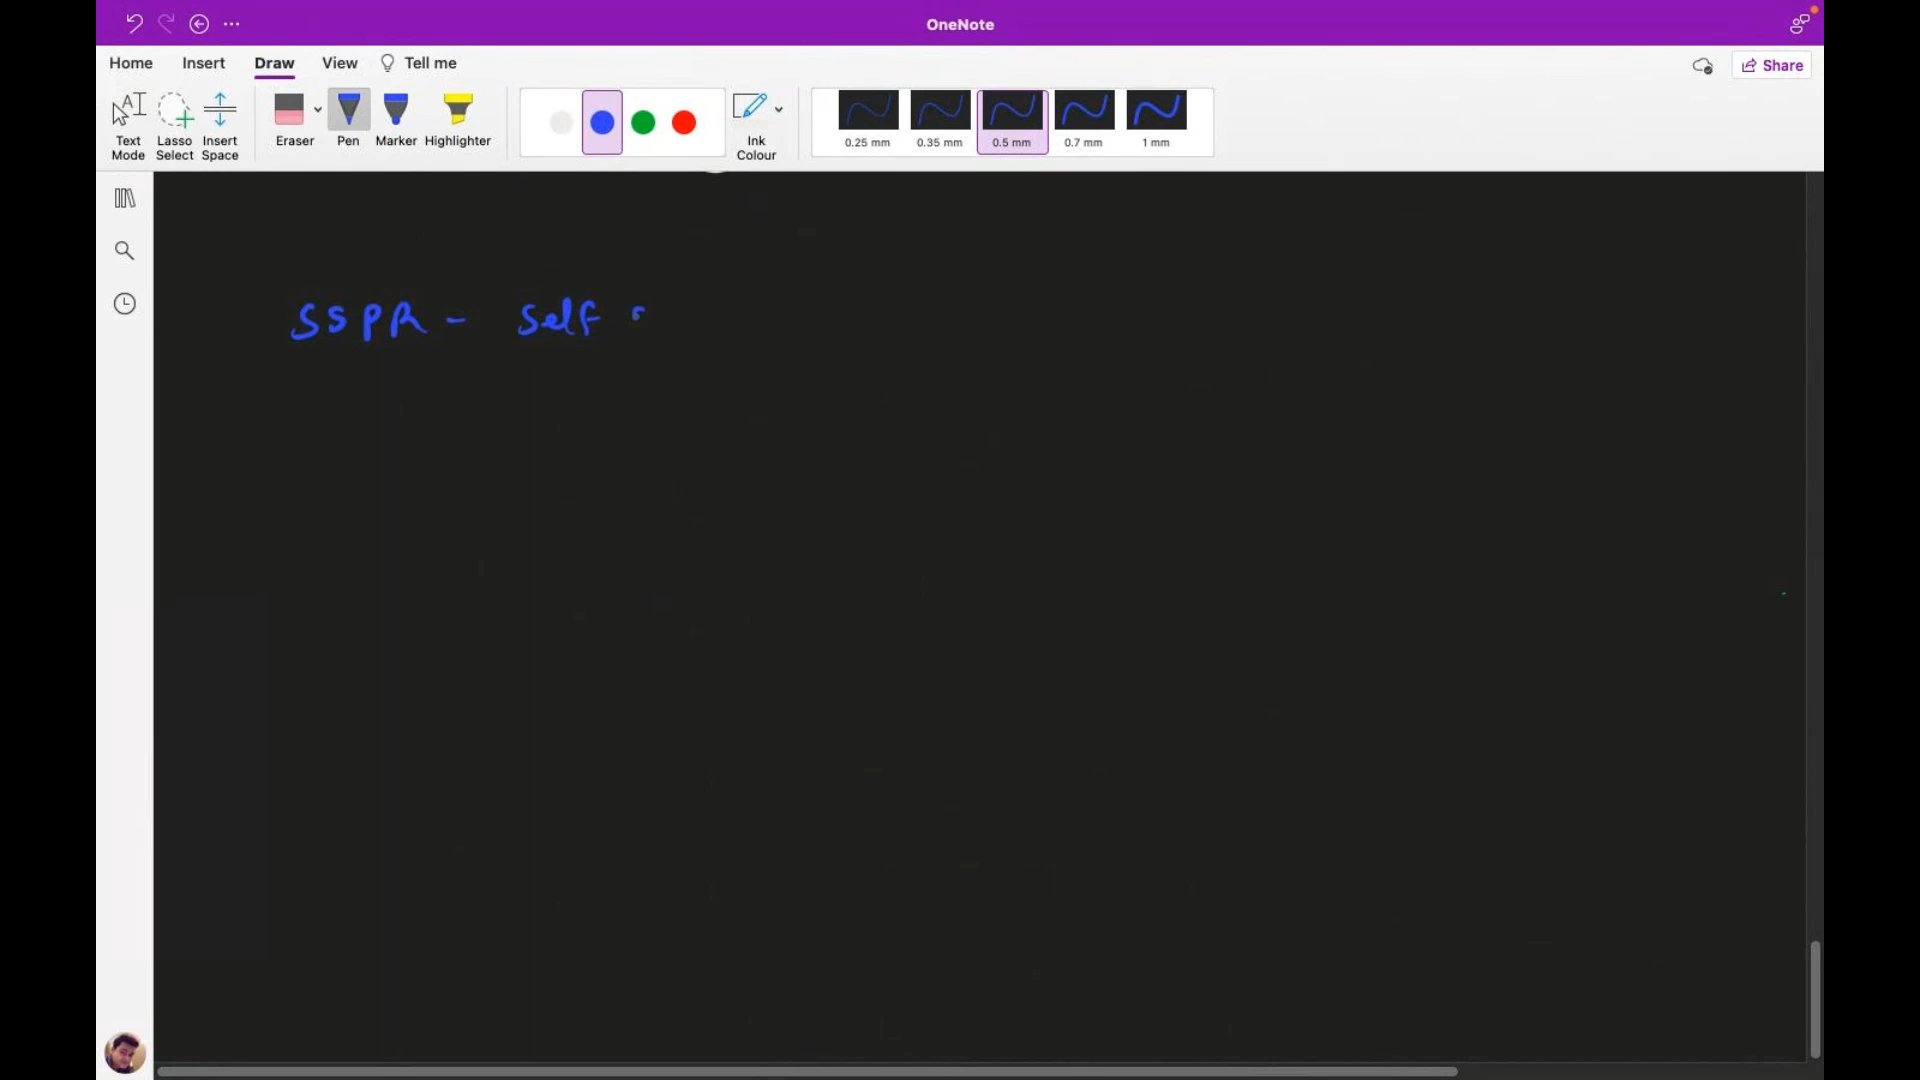 OneNote
Home Insert Draw View Tell me Share
Text Mode Lasso Select Insert Space Eraser Pen Marker Highlighter Ink Colour 0.25 mm 0.35 mm 0.5 mm 0.7 mm 1 mm
SSPR - Self